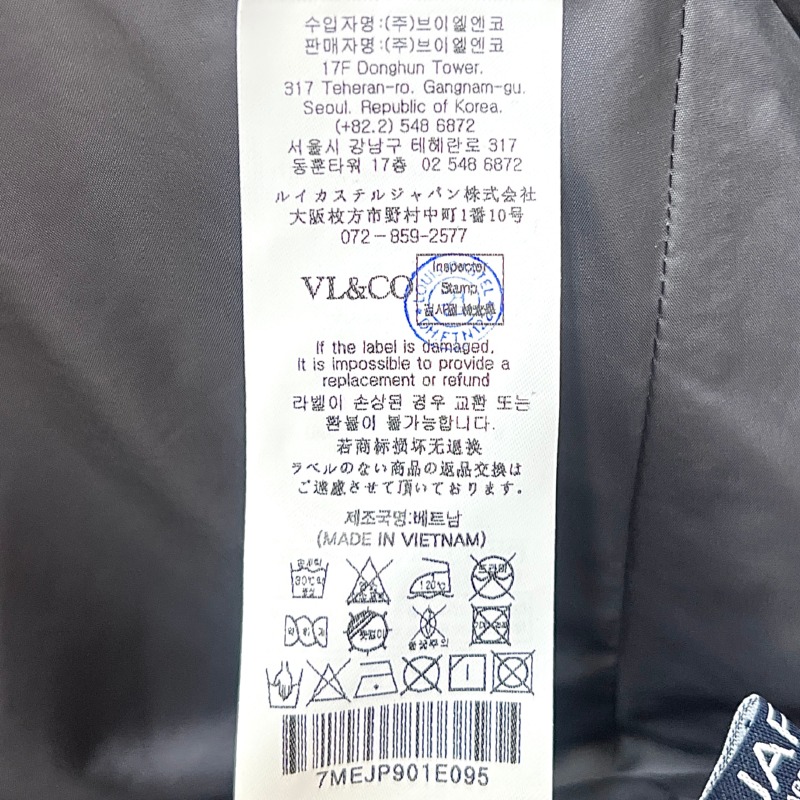 수입자명:(주)브이엘엔코
판매자명:(주)브이엘엔코
17F Donghun Tower.
317 Teheran-ro. Gangnam-gu.
Seoul. Republic of Korea.
(+82.2) 548 6872
서울시 강남구 테헤란로 317
동훈타워 17층 02 548 6872
ルイカステルジャパン株式会社
大阪枚方市野村中町1番10号
072-859-2577
VL&CO
Inspector
Stamp
If the label is damaged,
It is impossible to provide a
replacement or refund
라벨이 손상된 경우 교환 또는
환불이 불가능합니다.
若商标损坏无退换
ラベルのない商品の返品交換は
ご遠慮させて頂いております。
제조국명:베트남
(MADE IN VIETNAM)
30℃
120℃
드라이
7MEJP901E095